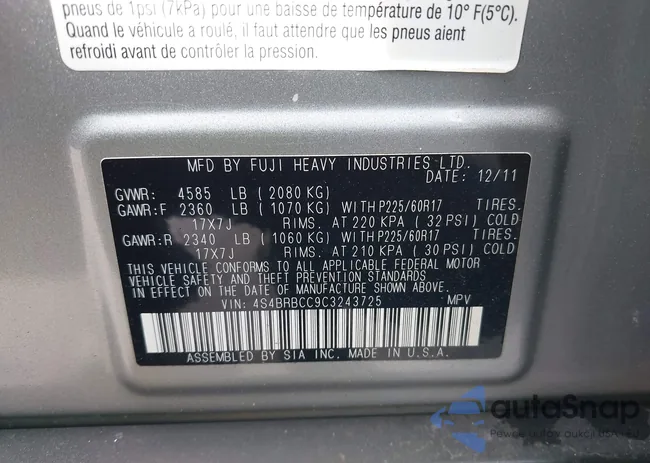 pneus de 1psi (7kPa) pour une baisse de température de 10° F(5°C).
Quand le véhicule a roulé, il faut attendre que les pneus aient
refroidi avant de contrôler la pression.
MFD BY FUJI HEAVY INDUSTRIES LTD.
DATE: 12/11
GVWR: 4585 LB (2080 KG)
GAWR:F 2360 LB (1070 KG) WITH P225/60R17 TIRES.
17X7J RIMS. AT 220 KPA (32 PSI) COLD
GAWR:R 2340 LB (1060 KG) WITH P225/60R17 TIRES.
17X7J RIMS. AT 210 KPA (30 PSI) COLD
THIS VEHICLE CONFORMS TO ALL APPLICABLE FEDERAL MOTOR
VEHICLE SAFETY AND THEFT PREVENTION STANDARDS
IN EFFECT ON THE DATE OF MANUFACTURE SHOWN ABOVE.
VIN: 4S4BRBCC9C3243725 MPV
ASSEMBLED BY SIA INC. MADE IN U.S.A.
autoSnap
Pewne auto z aukcji.